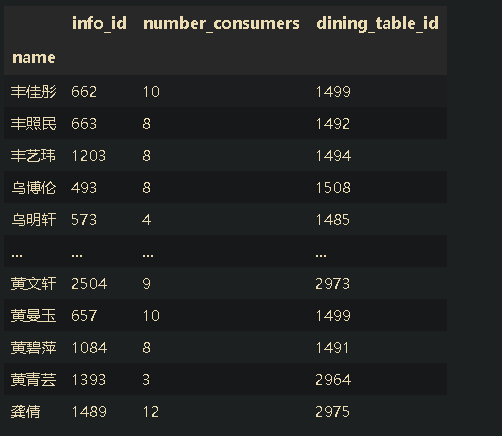 info_id number_consumers dining_table_id
name
丰佳彤 662 10 1499
丰照民 663 8 1492
丰艺玮 1203 8 1494
乌博伦 493 8 1508
乌明轩 573 4 1485
... ... ... ...
黄文轩 2504 9 2973
黄曼玉 657 10 1499
黄碧萍 1084 8 1491
黄青芸 1393 3 2964
龚倩 1489 12 2975